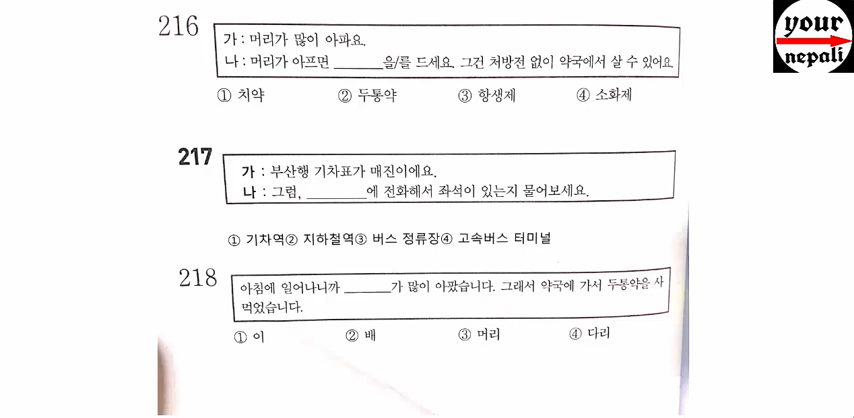 your
nepali
216
가 : 머리가 많이 아파요.
나 : 머리가 아프면 ______을/를 드세요. 그건 처방전 없이 약국에서 살 수 있어요
① 치약 ② 두통약 ③ 항생제 ④ 소화제
217
가 : 부산행 기차표가 매진이에요.
나 : 그럼, ________에 전화해서 좌석이 있는지 물어보세요.
① 기차역② 지하철역③ 버스 정류장④ 고속버스 터미널
218
아침에 일어나니까 ______가 많이 아팠습니다. 그래서 약국에 가서 두통약을 사
먹었습니다.
① 이 ② 배 ③ 머리 ④ 다리